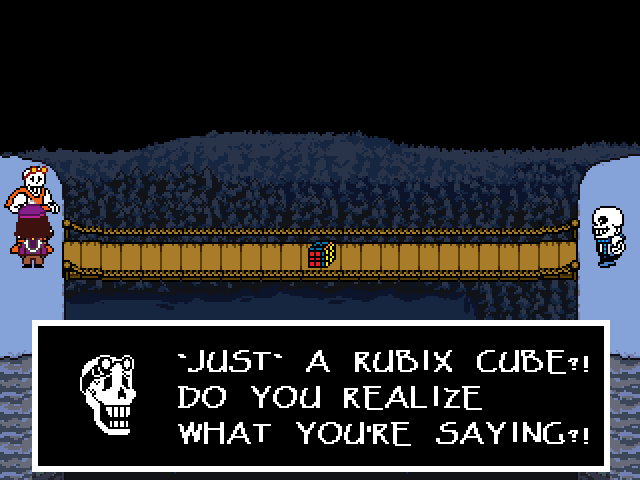 "JUST" A RUBIX CUBE?!
DO YOU REALIZE
WHAT YOU'RE SAYING?!